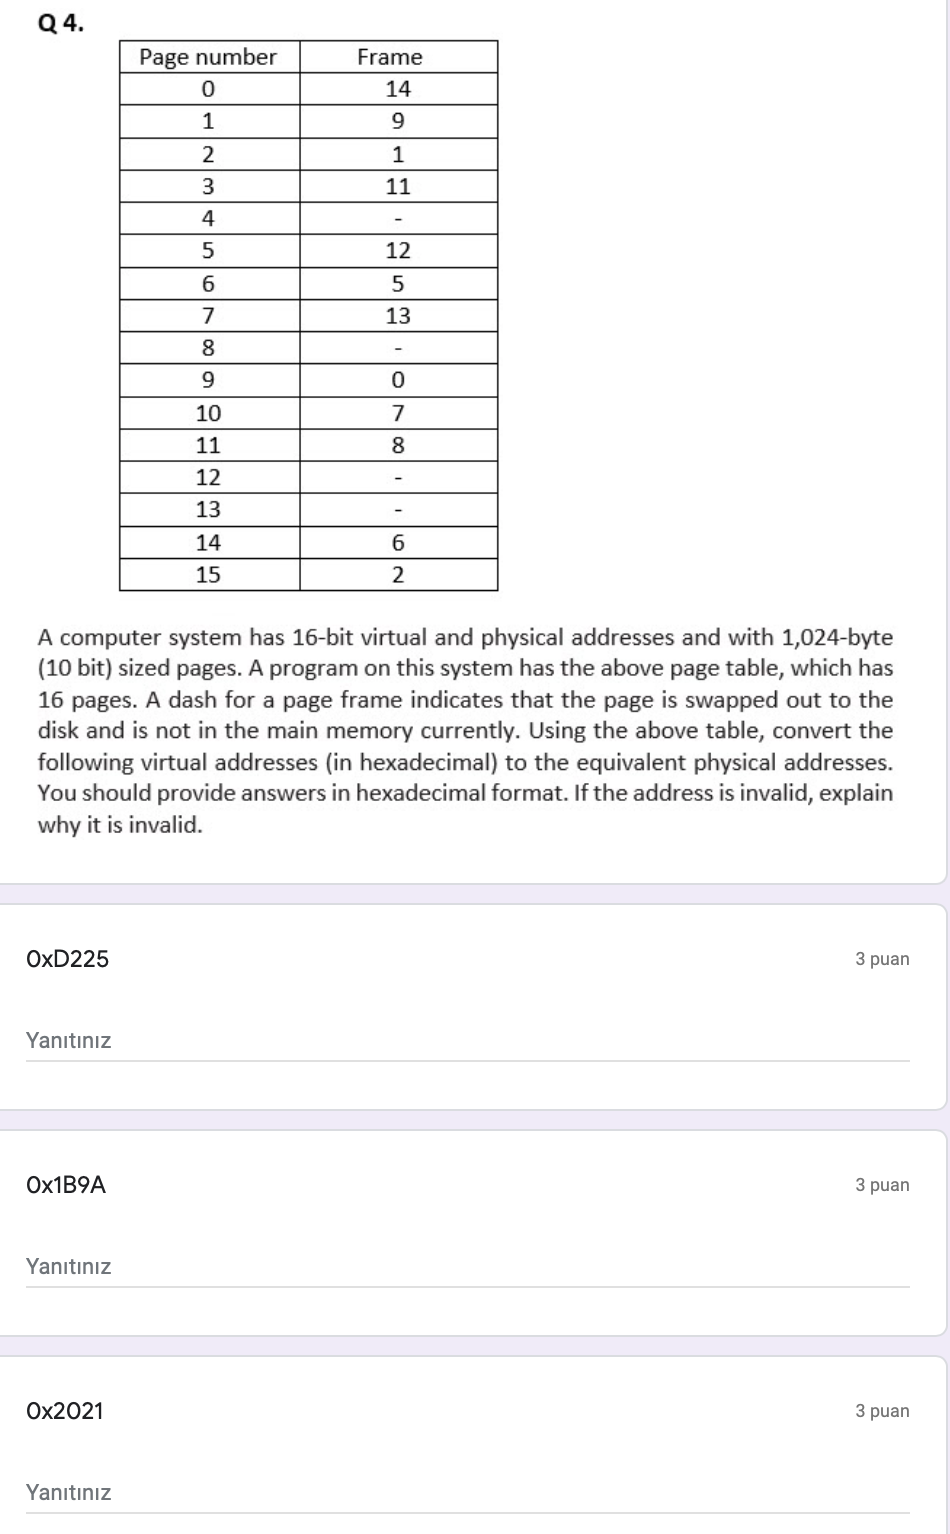 Q 4.
Page number Frame
0 14
1 9
2 1
3 11
4 -
5 12
6 5
7 13
8 -
9 0
10 7
11 8
12 -
13 -
14 6
15 2
A computer system has 16-bit virtual and physical addresses and with 1,024-byte
(10 bit) sized pages. A program on this system has the above page table, which has
16 pages. A dash for a page frame indicates that the page is swapped out to the
disk and is not in the main memory currently. Using the above table, convert the
following virtual addresses (in hexadecimal) to the equivalent physical addresses.
You should provide answers in hexadecimal format. If the address is invalid, explain
why it is invalid.
0xD225 3 puan
Yanıtınız
0x1B9A 3 puan
Yanıtınız
0x2021 3 puan
Yanıtınız